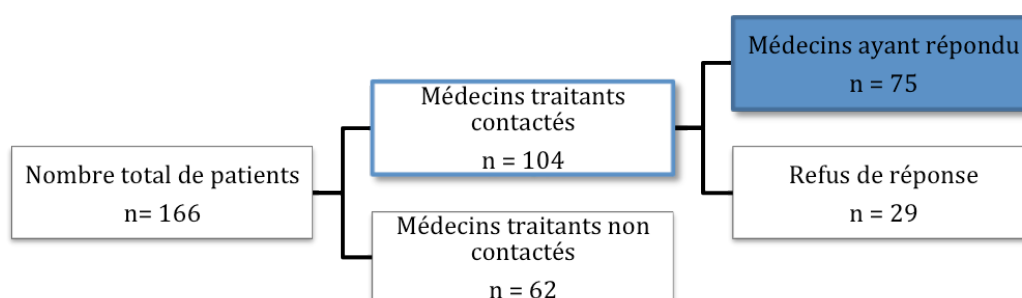 Nombre total de patients
n= 166
Médecins traitants
contactés
n = 104
Médecins traitants non
contactés
n = 62
Médecins ayant répondu
n = 75
Refus de réponse
n = 29